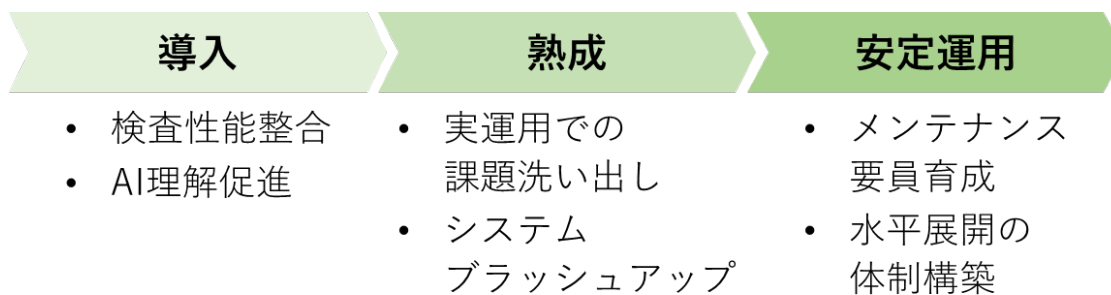 導入
• 検査性能整合
• AI理解促進
熟成
• 実運用での
課題洗い出し
• システム
ブラッシュアップ
安定運用
• メンテナンス
要員育成
• 水平展開の
体制構築